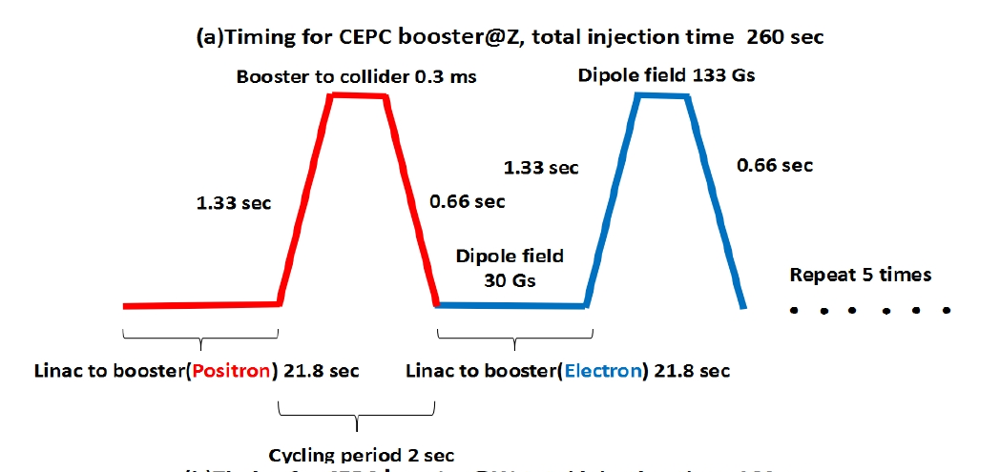 (a)Timing for CEPC booster@Z, total injection time 260 sec
Booster to collider 0.3 ms
Dipole field 133 Gs
1.33 sec
0.66 sec
1.33 sec
0.66 sec
Dipole field
30 Gs
Repeat 5 times
Linac to booster(Positron) 21.8 sec
Linac to booster(Electron) 21.8 sec
Cycling period 2 sec